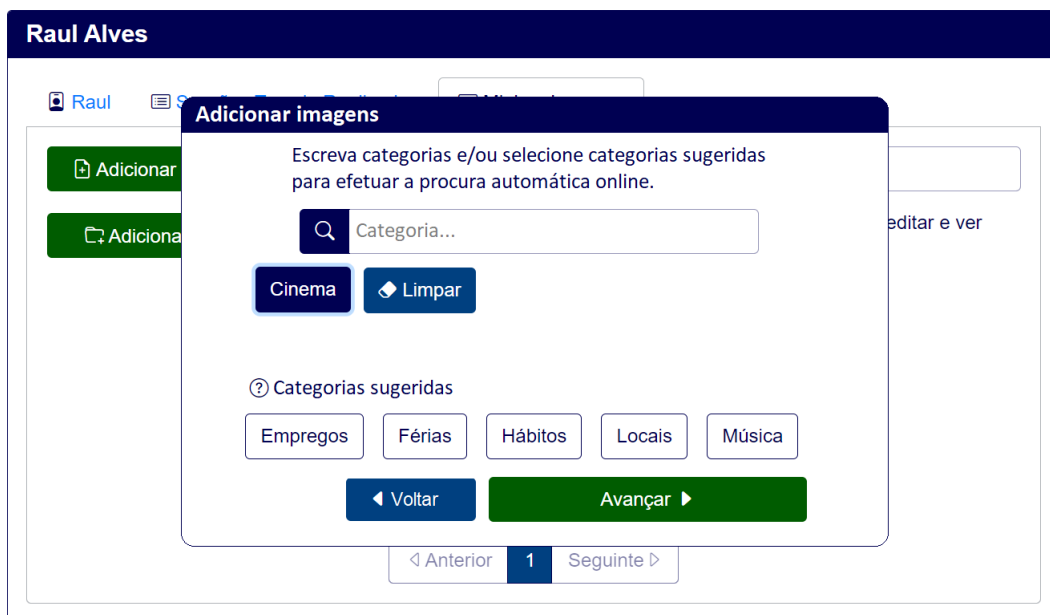 Raul Alves
Raul
Adicionar imagens
Escreva categorias e/ou selecione categorias sugeridas
para efetuar a procura automática online.
Adicionar
editar e ver
Categoria...
Cinema Limpar
Categorias sugeridas
Empregos Férias Hábitos Locais Música
Voltar Avançar
Anterior 1 Seguinte